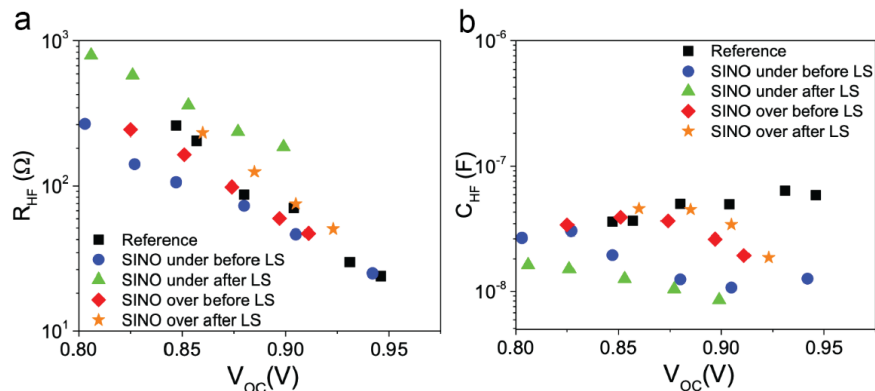 a
10³
10²
10¹
R_HF (Ω)
Reference
SINO under before LS
SINO under after LS
SINO over before LS
SINO over after LS
0.80 0.85 0.90 0.95
V_OC(V)
b
10⁻⁶
10⁻⁷
10⁻⁸
C_HF (F)
Reference
SINO under before LS
SINO under after LS
SINO over before LS
SINO over after LS
0.80 0.85 0.90 0.95
V_OC(V)